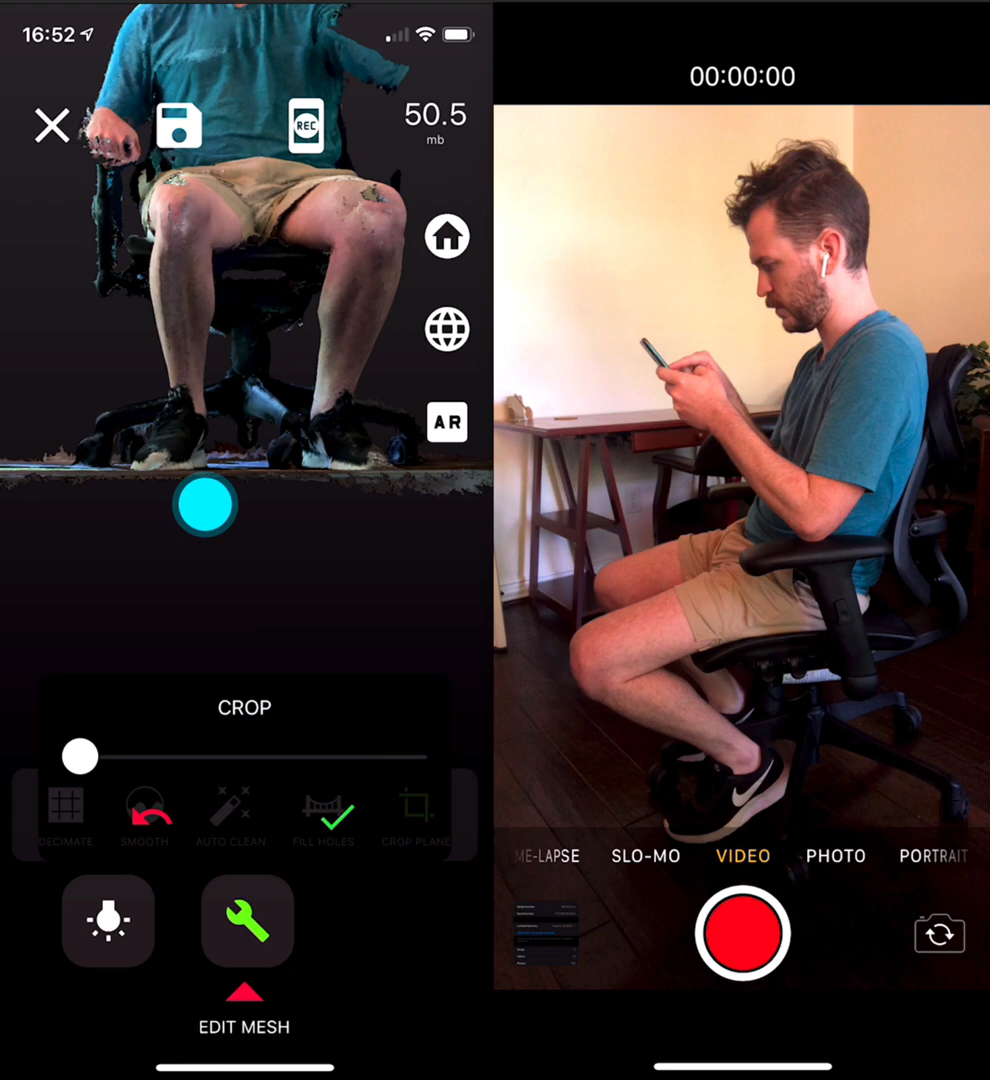 16:52
50.5
mb
REC
AR
CROP
DECIMATE
SMOOTH
AUTO CLEAN
FILL HOLES
CROP PLANE
EDIT MESH
00:00:00
ME-LAPSE
SLO-MO
VIDEO
PHOTO
PORTRAIT